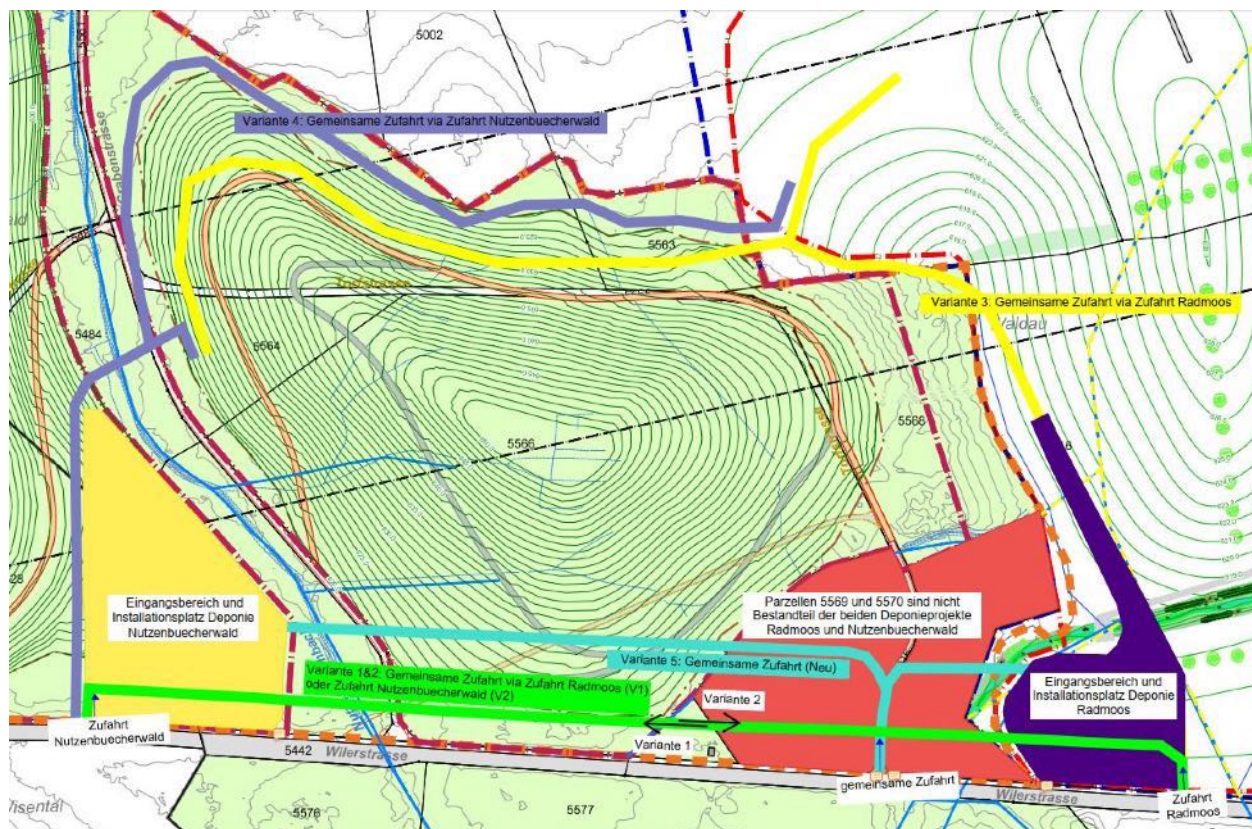 5002
Variante 4: Gemeinsame Zufahrt via Zufahrt Nutzenbuecherwald
5563
Variante 3: Gemeinsame Zufahrt via Zufahrt Radmoos
Waldau
5484
5564
5566
5568
Eingangsbereich und
Installationsplatz Deponie
Nutzenbuecherwald
Parzellen 5569 und 5570 sind nicht
Bestandteil der beiden Deponieprojekte
Radmoos und Nutzenbuecherwald
Variante 5: Gemeinsame Zufahrt (Neu)
Variante 1&2: Gemeinsame Zufahrt via Zufahrt Radmoos (V1)
oder Zufahrt Nutzenbuecherwald (V2)
Eingangsbereich und
Installationsplatz Deponie
Radmoos
Variante 2
Variante 1
Zufahrt
Nutzenbuecherwald
5442
Wilerstrasse
gemeinsame Zufahrt
Wilerstrasse
Zufahrt
Radmoos
5576
5577